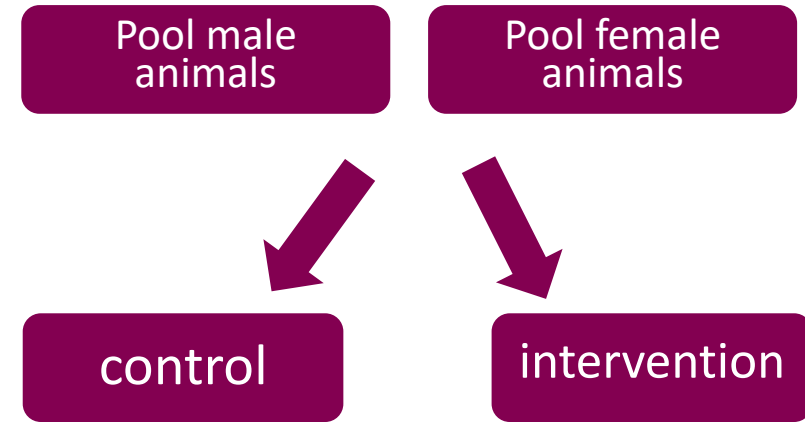 Pool male
animals
Pool female
animals
control
intervention